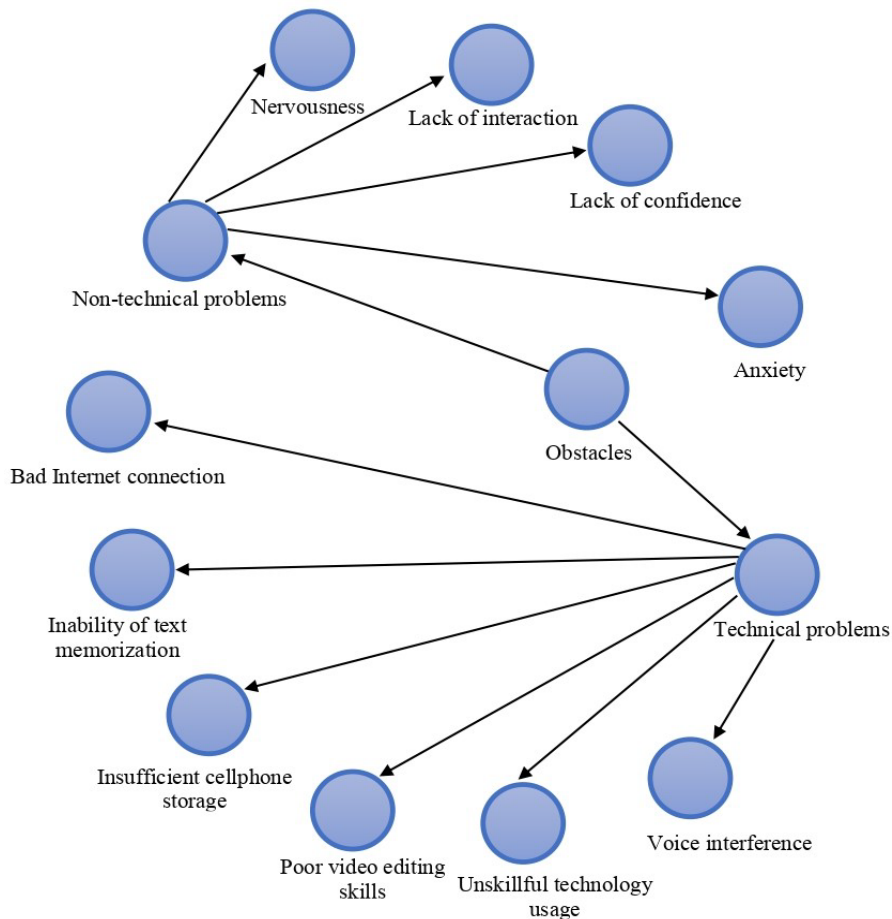 Nervousness
Lack of interaction
Lack of confidence
Non-technical problems
Anxiety
Obstacles
Bad Internet connection
Inability of text
memorization
Technical problems
Insufficient cellphone
storage
Voice interference
Poor video editing
skills
Unskillful technology
usage